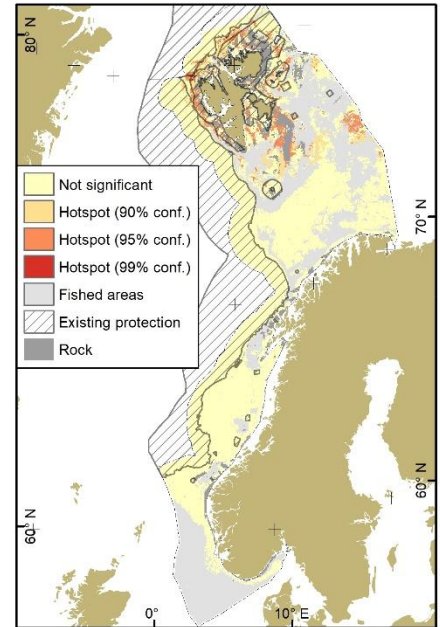 80° N
Not significant
Hotspot (90% conf.)
Hotspot (95% conf.)
Hotspot (99% conf.)
Fished areas
Existing protection
Rock
70° N
60° N
60° N
0°
10° E